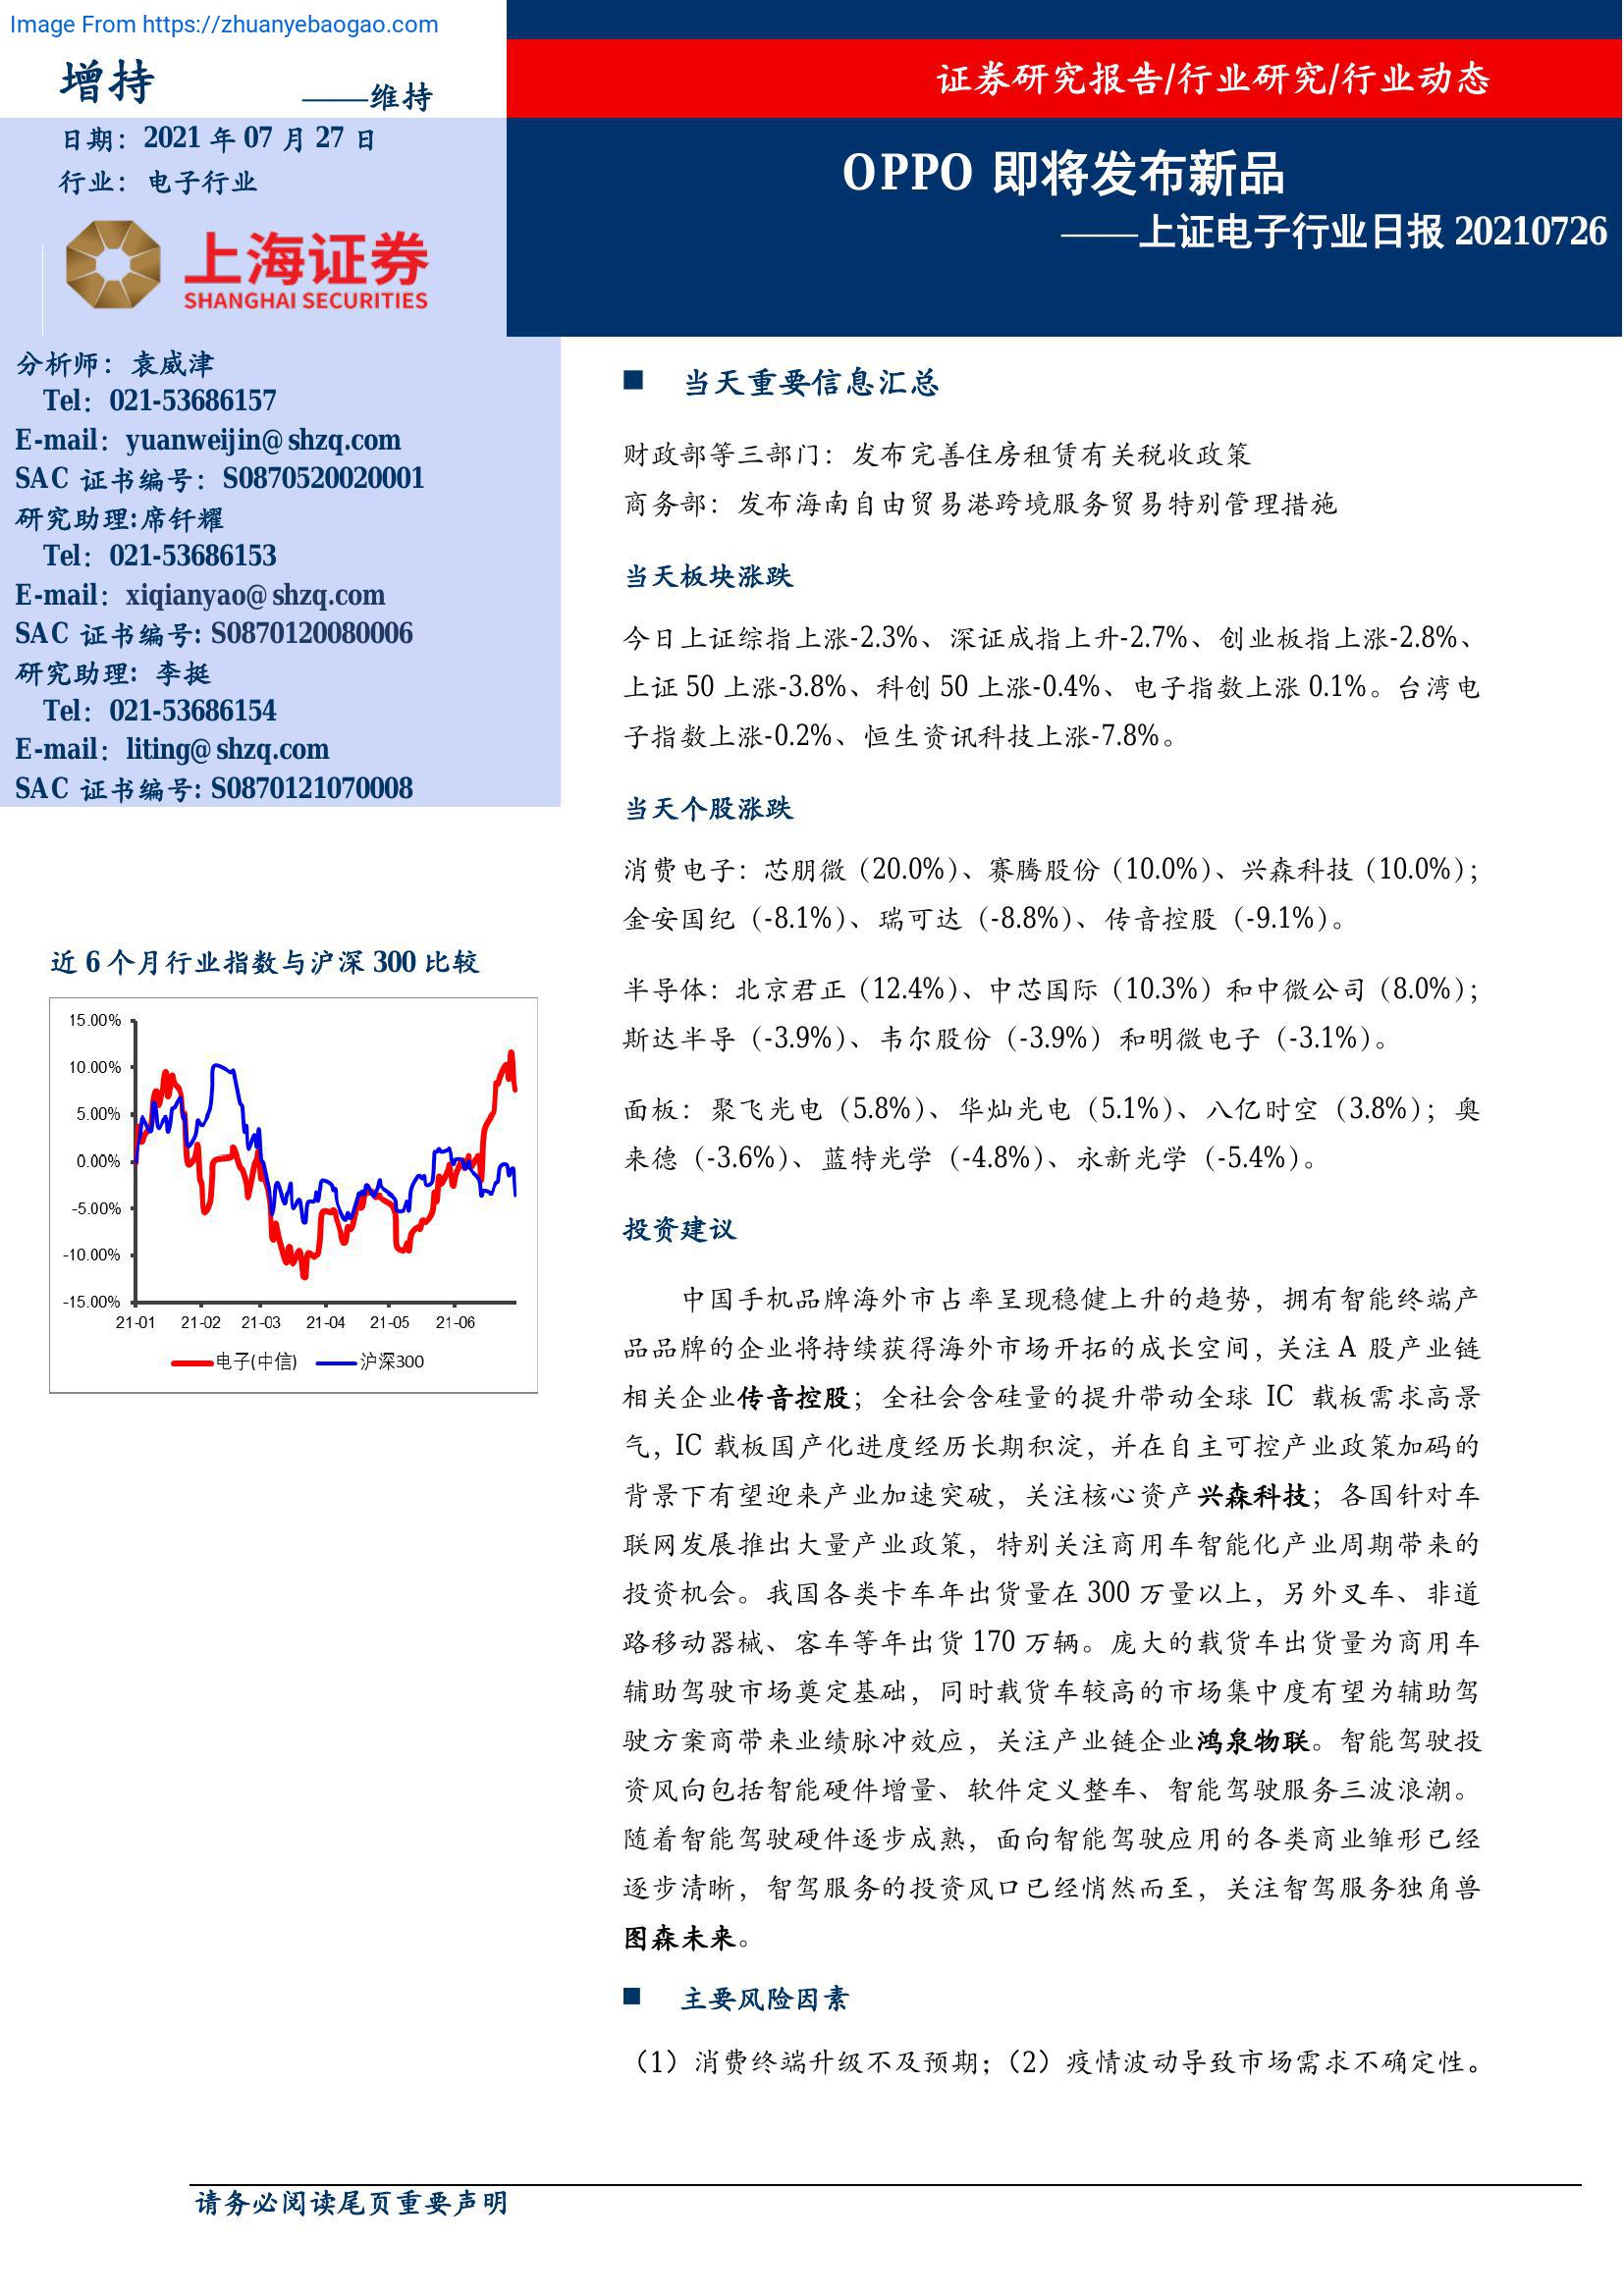 Image From https://zhuanyebaogao.com
增持
——维持
证券研究报告/行业研究/行业动态
日期：2021 年 07 月 27 日
行业：电子行业
OPPO 即将发布新品
——上证电子行业日报 20210726
上海证券
SHANGHAI SECURITIES
分析师：袁威津
Tel：021-53686157
E-mail：yuanweijin@shzq.com
SAC 证书编号：S0870520020001
研究助理:席钎耀
Tel：021-53686153
E-mail：xiqianyao@shzq.com
SAC 证书编号: S0870120080006
研究助理：李挺
Tel：021-53686154
E-mail：liting@shzq.com
SAC 证书编号: S0870121070008
近 6 个月行业指数与沪深 300 比较
15.00%
10.00%
5.00%
0.00%
-5.00%
-10.00%
-15.00%
21-01 21-02 21-03 21-04 21-05 21-06
电子(中信) 沪深300
■ 当天重要信息汇总
财政部等三部门：发布完善住房租赁有关税收政策
商务部：发布海南自由贸易港跨境服务贸易特别管理措施
当天板块涨跌
今日上证综指上涨-2.3%、深证成指上升-2.7%、创业板指上涨-2.8%、
上证 50 上涨-3.8%、科创 50 上涨-0.4%、电子指数上涨 0.1%。台湾电
子指数上涨-0.2%、恒生资讯科技上涨-7.8%。
当天个股涨跌
消费电子：芯朋微（20.0%）、赛腾股份（10.0%）、兴森科技（10.0%）；
金安国纪（-8.1%）、瑞可达（-8.8%）、传音控股（-9.1%）。
半导体：北京君正（12.4%）、中芯国际（10.3%）和中微公司（8.0%）；
斯达半导（-3.9%）、韦尔股份（-3.9%）和明微电子（-3.1%）。
面板：聚飞光电（5.8%）、华灿光电（5.1%）、八亿时空（3.8%）；奥
来德（-3.6%）、蓝特光学（-4.8%）、永新光学（-5.4%）。
投资建议
中国手机品牌海外市占率呈现稳健上升的趋势，拥有智能终端产
品品牌的企业将持续获得海外市场开拓的成长空间，关注 A 股产业链
相关企业传音控股；全社会含硅量的提升带动全球 IC 载板需求高景
气，IC 载板国产化进度经历长期积淀，并在自主可控产业政策加码的
背景下有望迎来产业加速突破，关注核心资产兴森科技；各国针对车
联网发展推出大量产业政策，特别关注商用车智能化产业周期带来的
投资机会。我国各类卡车年出货量在 300 万量以上，另外叉车、非道
路移动器械、客车等年出货 170 万辆。庞大的载货车出货量为商用车
辅助驾驶市场奠定基础，同时载货车较高的市场集中度有望为辅助驾
驶方案商带来业绩脉冲效应，关注产业链企业鸿泉物联。智能驾驶投
资风向包括智能硬件增量、软件定义整车、智能驾驶服务三波浪潮。
随着智能驾驶硬件逐步成熟，面向智能驾驶应用的各类商业雏形已经
逐步清晰，智驾服务的投资风口已经悄然而至，关注智驾服务独角兽
图森未来。
■ 主要风险因素
（1）消费终端升级不及预期；（2）疫情波动导致市场需求不确定性。
请务必阅读尾页重要声明